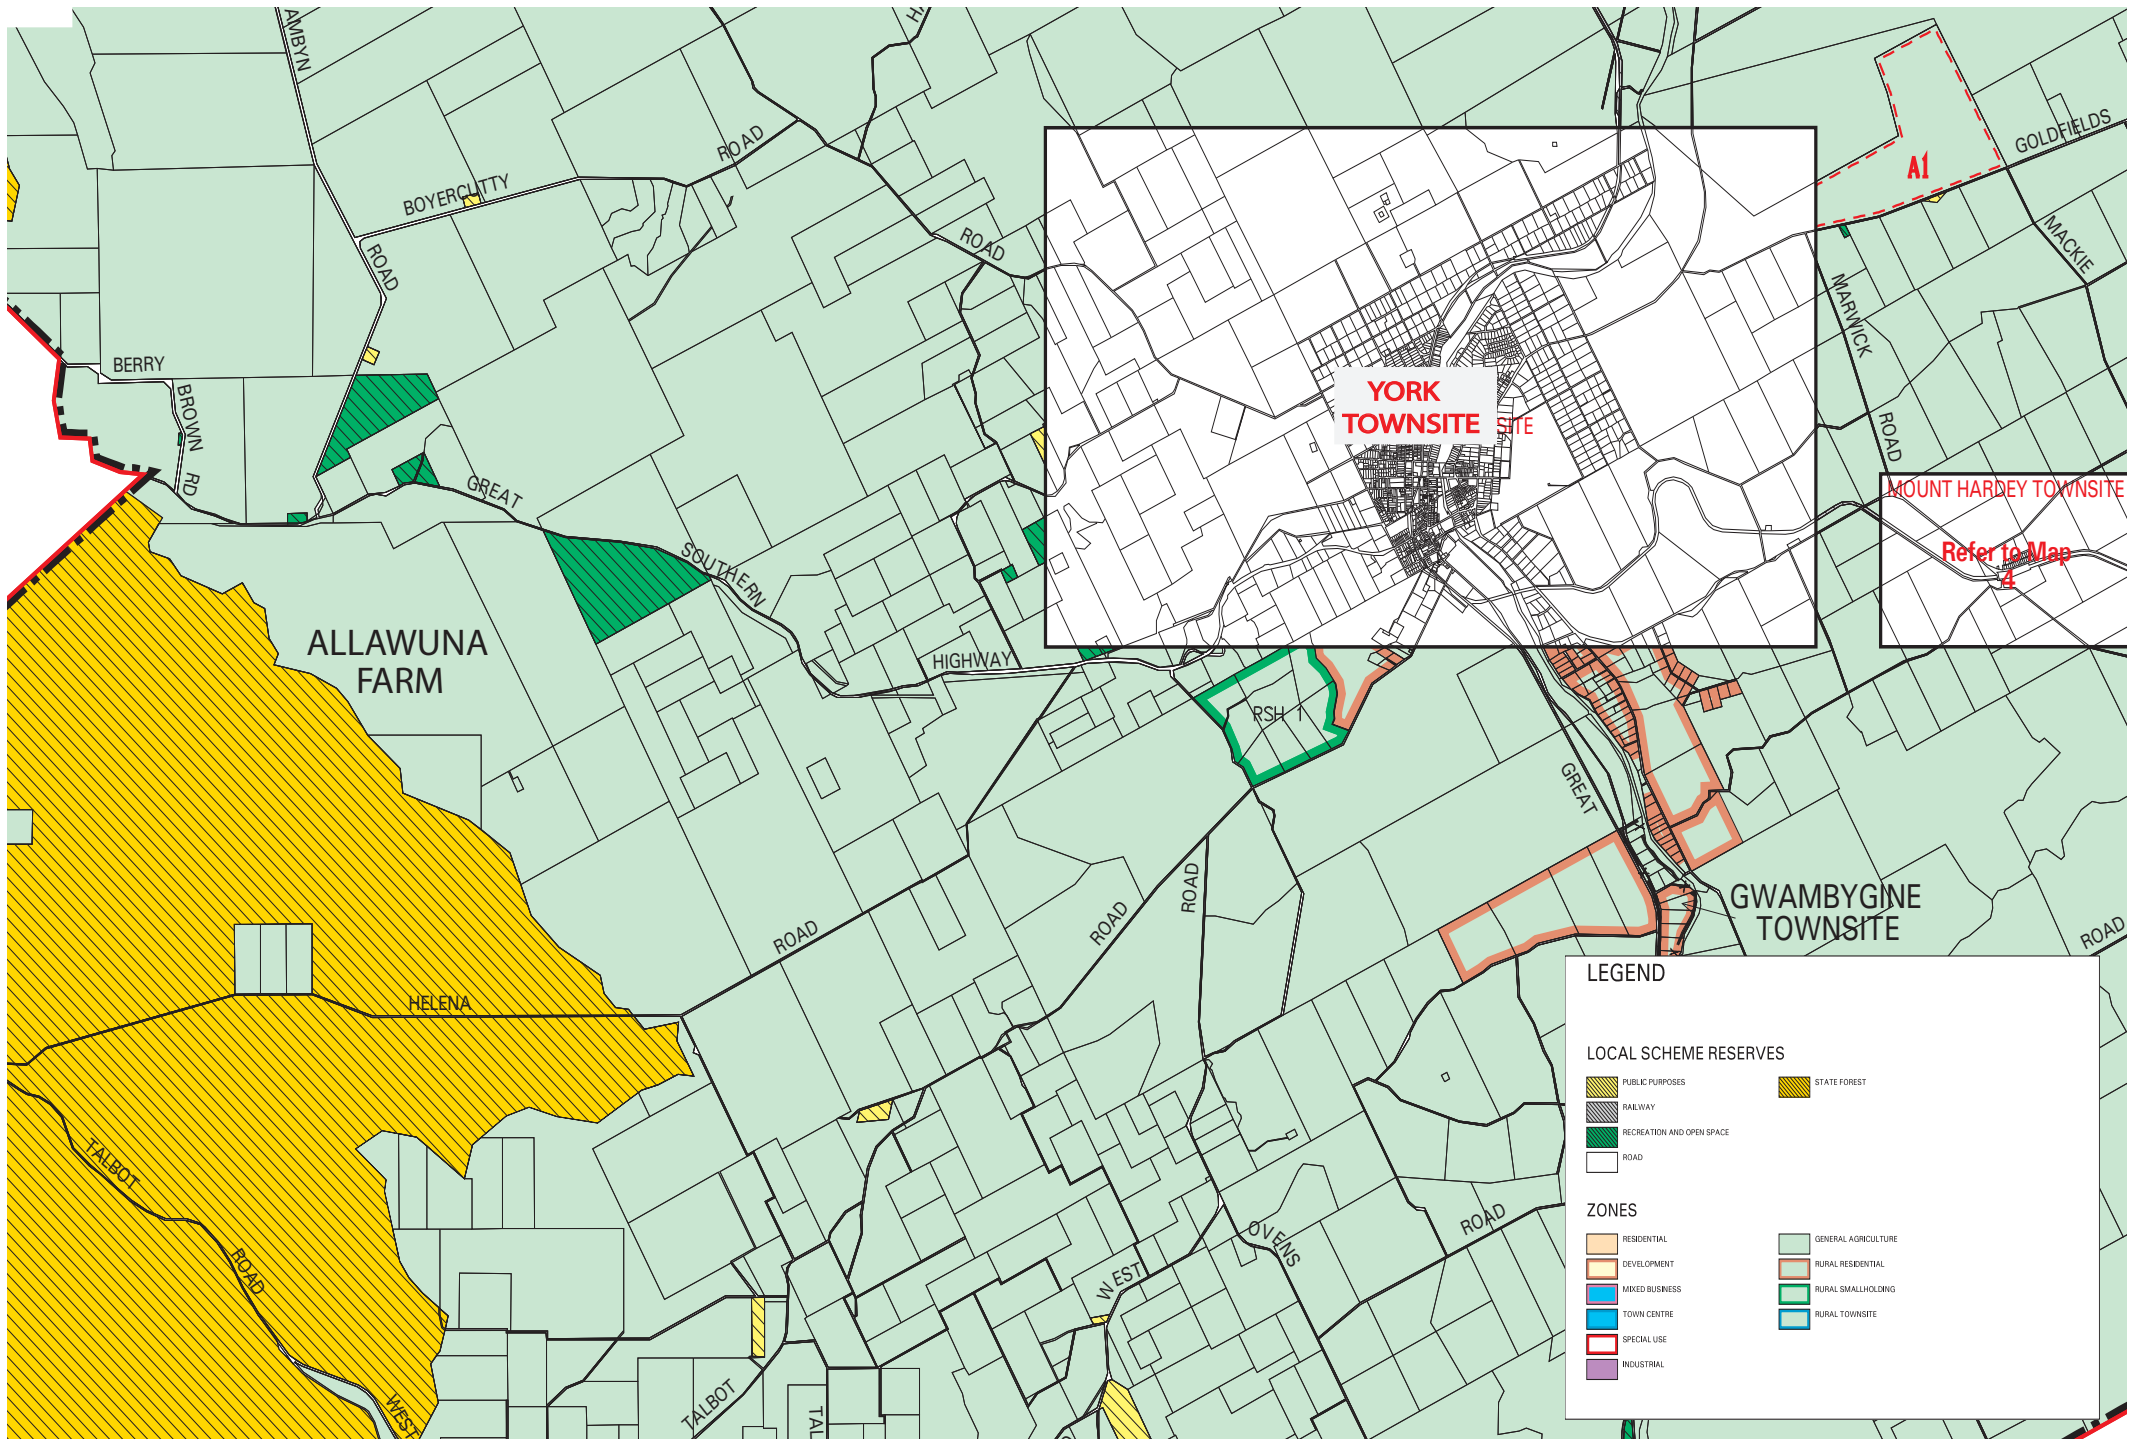 AMBYN
BOYERCUTTY
ROAD
ROAD
ROAD
BERRY
BROWN
RD
GREAT
SOUTHERN
HIGHWAY
ALLAWUNA
FARM
YORK
TOWNSITE
SITE
A1
GOLDFIELDS
MACKIE
MARWICK
ROAD
MOUNT HARDEY TOWNSITE
Refer to Map
4
RSH 1
GREAT
GWAMBYGINE
TOWNSITE
ROAD
ROAD
ROAD
ROAD
HELENA
TALBOT
ROAD
WEST
TALBOT
TAL
WEST
OVENS
ROAD
LEGEND
LOCAL SCHEME RESERVES
PUBLIC PURPOSES
STATE FOREST
RAILWAY
RECREATION AND OPEN SPACE
ROAD
ZONES
RESIDENTIAL
GENERAL AGRICULTURE
DEVELOPMENT
RURAL RESIDENTIAL
MIXED BUSINESS
RURAL SMALLHOLDING
TOWN CENTRE
RURAL TOWNSITE
SPECIAL USE
INDUSTRIAL